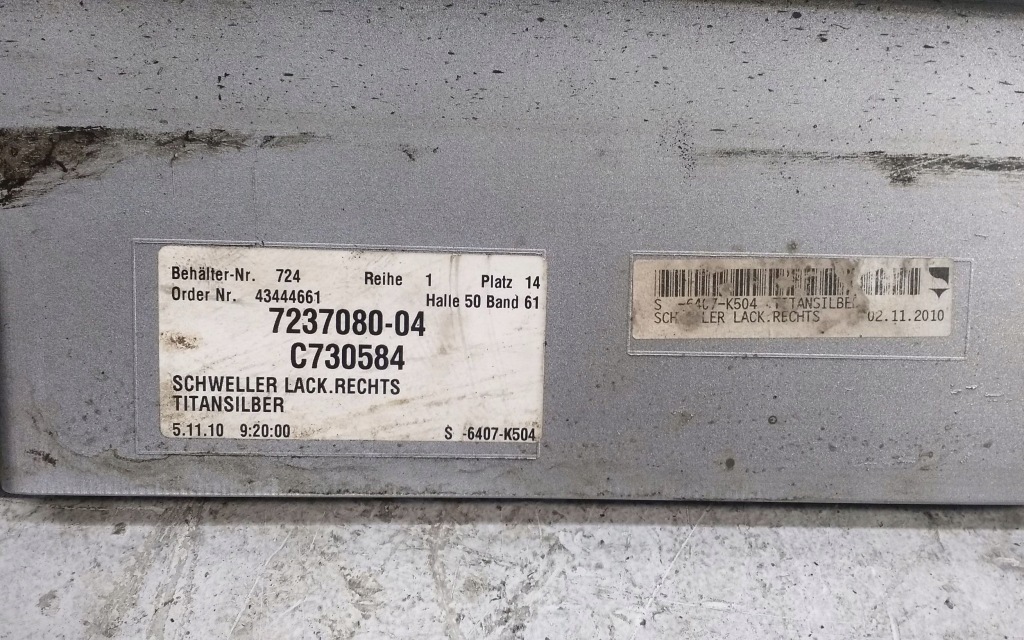 Behälter-Nr. 724 Reihe 1 Platz 14
Order Nr. 43444661 Halle 50 Band 61
7237080-04
C730584
SCHWELLER LACK.RECHTS
TITANSILBER
5.11.10 9:20:00 S -6407-K504
S -6407-K504 TITANSILBER
LACK.RECHTS 02.11.2010